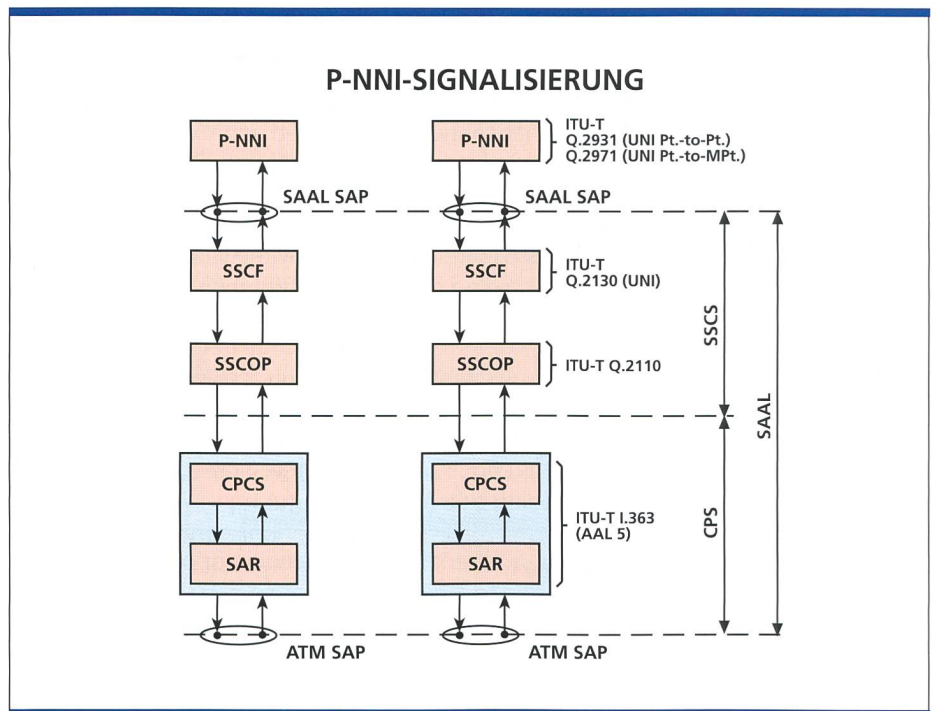 P-NNI-SIGNALISIERUNG
P-NNI
P-NNI
ITU-T
Q.2931 (UNI Pt.-to-Pt.)
Q.2971 (UNI Pt.-to-MPt.)
SAAL SAP
SAAL SAP
SSCF
SSCF
ITU-T
Q.2130 (UNI)
SSCS
SSCOP
SSCOP
ITU-T Q.2110
SAAL
CPCS
CPCS
ITU-T I.363
(AAL 5)
CPS
SAR
SAR
ATM SAP
ATM SAP